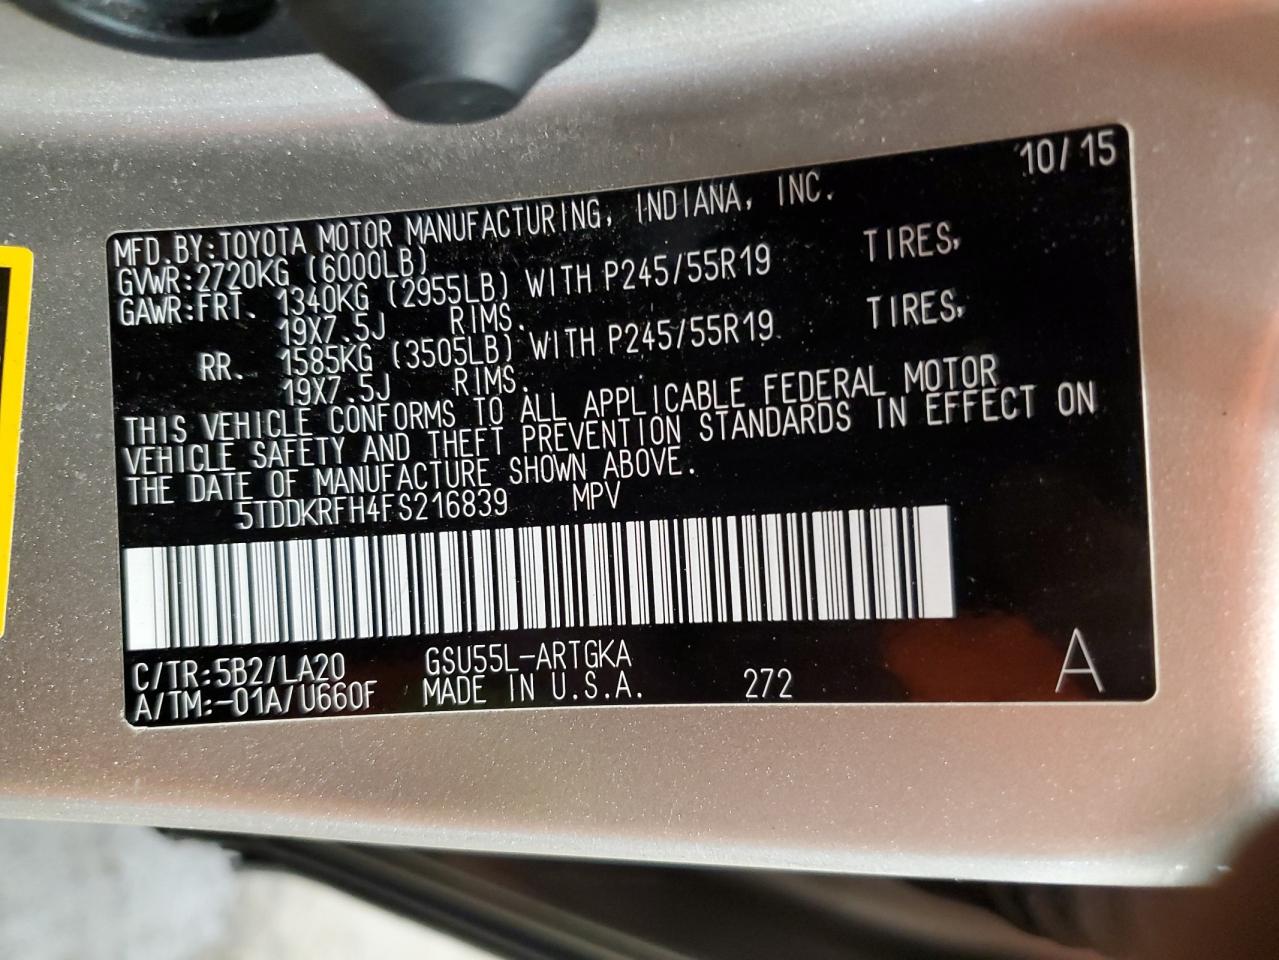 10/15
MFD.BY:TOYOTA MOTOR MANUFACTURING, INDIANA, INC.
GVWR:2720KG (6000LB)
GAWR:FRT. 1340KG (2955LB) WITH P245/55R19 TIRES,
19X7.5J RIMS.
RR. 1585KG (3505LB) WITH P245/55R19 TIRES,
19X7.5J RIMS.
THIS VEHICLE CONFORMS TO ALL APPLICABLE FEDERAL MOTOR
VEHICLE SAFETY AND THEFT PREVENTION STANDARDS IN EFFECT ON
THE DATE OF MANUFACTURE SHOWN ABOVE.
5TDDKRFH4FS216839 MPV
C/TR:5B2/LA20 GSU55L-ARTGKA
A/TM:-01A/U660F MADE IN U.S.A. 272 A